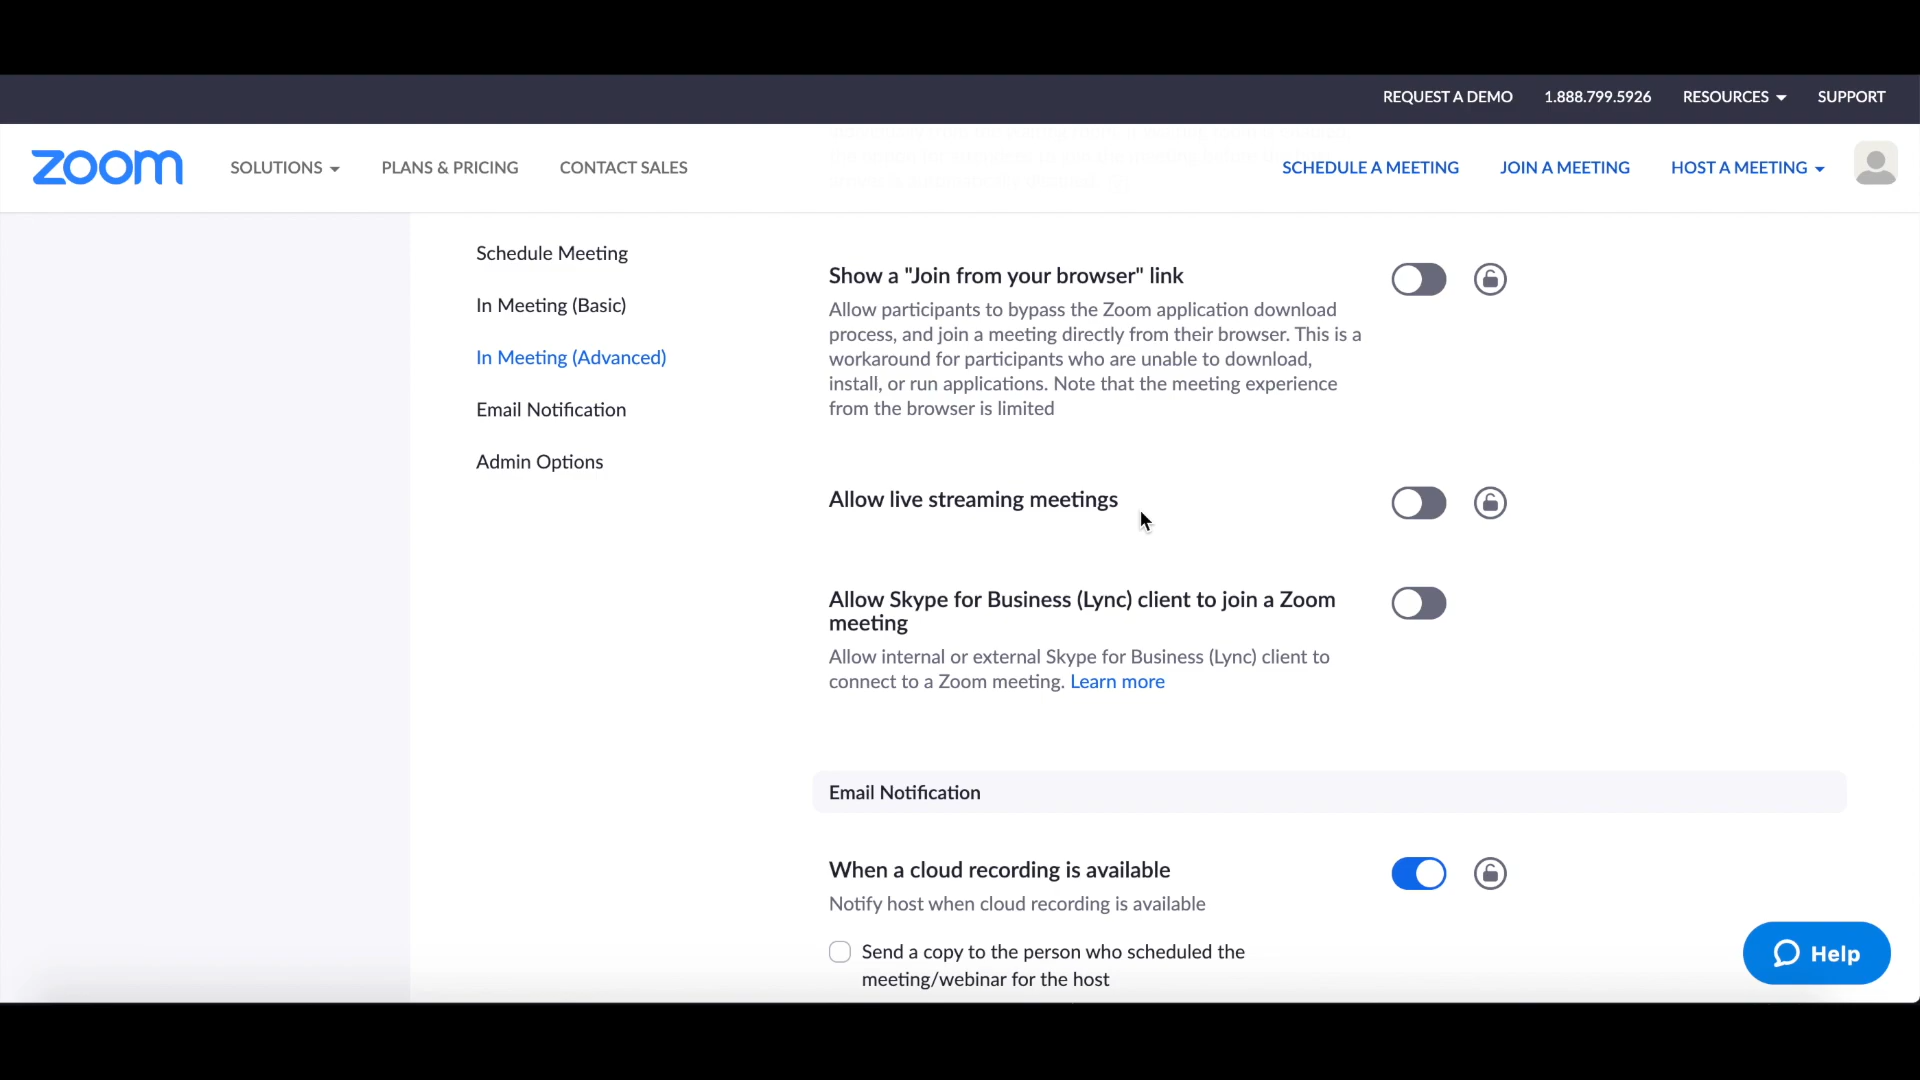 REQUEST A DEMO 1.888.799.5926 RESOURCES SUPPORT
zoom SOLUTIONS PLANS & PRICING CONTACT SALES SCHEDULE A MEETING JOIN A MEETING HOST A MEETING
Schedule Meeting
In Meeting (Basic)
In Meeting (Advanced)
Email Notification
Admin Options
Show a "Join from your browser" link
Allow participants to bypass the Zoom application download
process, and join a meeting directly from their browser. This is a
workaround for participants who are unable to download,
install, or run applications. Note that the meeting experience
from the browser is limited
Allow live streaming meetings
Allow Skype for Business (Lync) client to join a Zoom
meeting
Allow internal or external Skype for Business (Lync) client to
connect to a Zoom meeting. Learn more
Email Notification
When a cloud recording is available
Notify host when cloud recording is available
Send a copy to the person who scheduled the
meeting/webinar for the host
Help